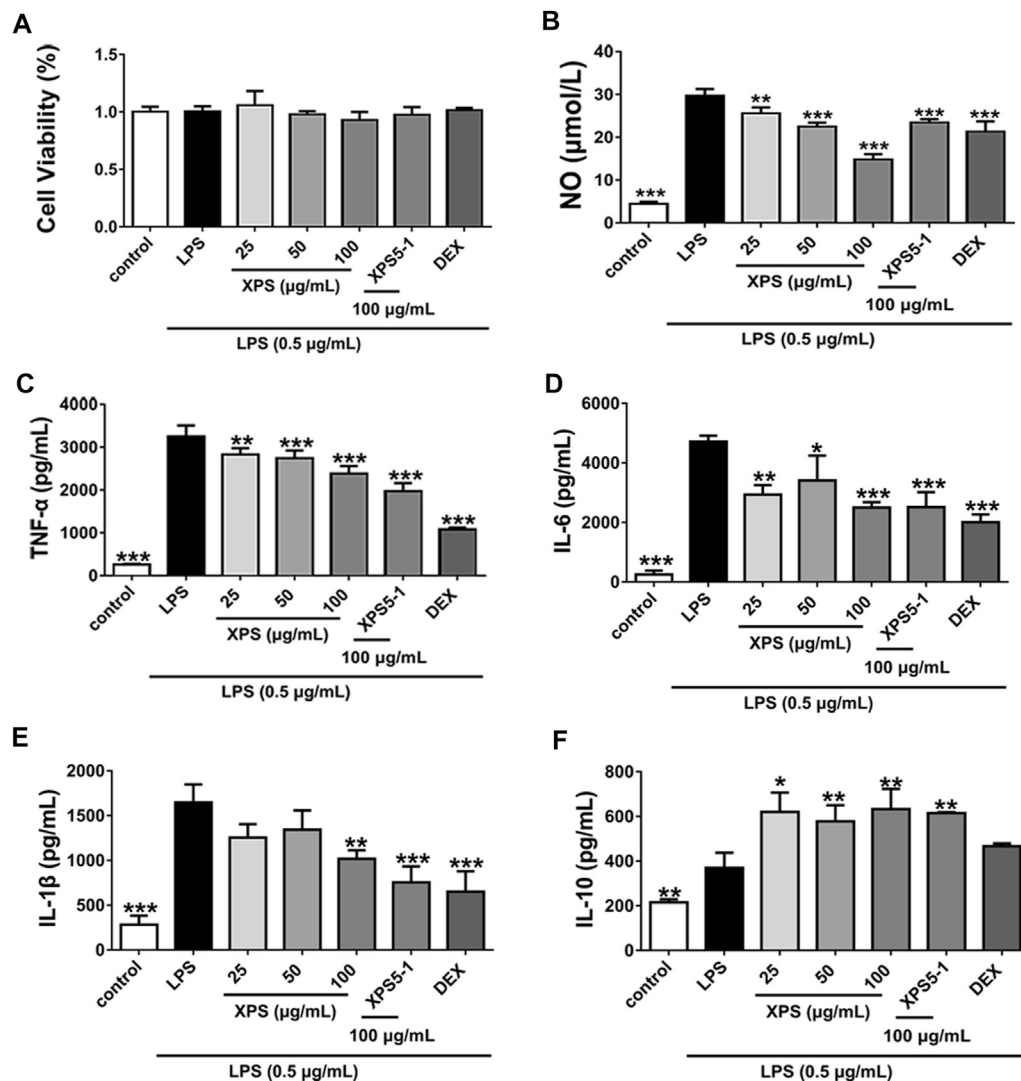 A
Cell Viability (%)
1.5
1.0
0.5
0.0
control
LPS
25
50
100
XPS5-1
DEX
XPS (μg/mL)
100 μg/mL
LPS (0.5 μg/mL)
B
NO (μmol/L)
40
30
20
10
0
***
**
***
***
***
***
control
LPS
25
50
100
XPS5-1
DEX
XPS (μg/mL)
100 μg/mL
LPS (0.5 μg/mL)
C
TNF-α (pg/mL)
4000
3000
2000
1000
0
***
**
***
***
***
***
control
LPS
25
50
100
XPS5-1
DEX
XPS (μg/mL)
100 μg/mL
LPS (0.5 μg/mL)
D
IL-6 (pg/mL)
6000
4000
2000
0
***
**
*
***
***
***
control
LPS
25
50
100
XPS5-1
DEX
XPS (μg/mL)
100 μg/mL
LPS (0.5 μg/mL)
E
IL-1β (pg/mL)
2000
1500
1000
500
0
***
**
***
***
control
LPS
25
50
100
XPS5-1
DEX
XPS (μg/mL)
100 μg/mL
LPS (0.5 μg/mL)
F
IL-10 (pg/mL)
800
600
400
200
0
**
*
**
**
**
control
LPS
25
50
100
XPS5-1
DEX
XPS (μg/mL)
100 μg/mL
LPS (0.5 μg/mL)